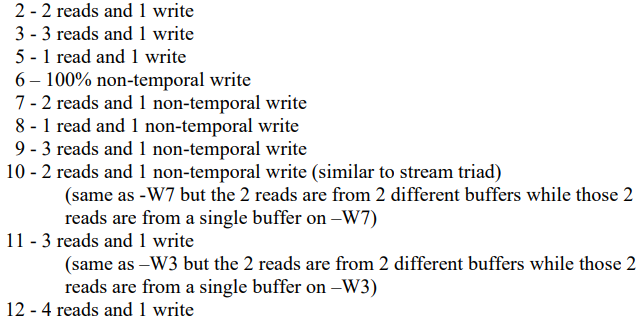 2 - 2 reads and 1 write
3 - 3 reads and 1 write
5 - 1 read and 1 write
6 – 100% non-temporal write
7 - 2 reads and 1 non-temporal write
8 - 1 read and 1 non-temporal write
9 - 3 reads and 1 non-temporal write
10 - 2 reads and 1 non-temporal write (similar to stream triad)
(same as -W7 but the 2 reads are from 2 different buffers while those 2
reads are from a single buffer on –W7)
11 - 3 reads and 1 write
(same as –W3 but the 2 reads are from 2 different buffers while those 2
reads are from a single buffer on –W3)
12 - 4 reads and 1 write